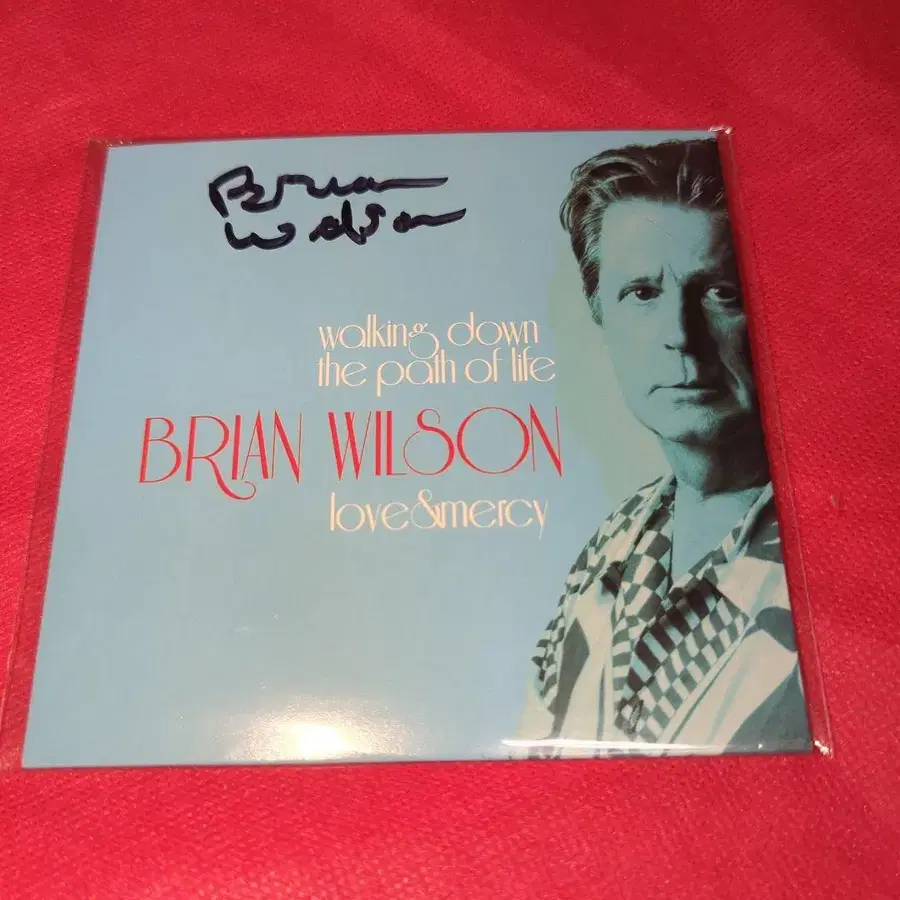 Brian
Wilson
walking down
the path of life
BRIAN WILSON
love&mercy